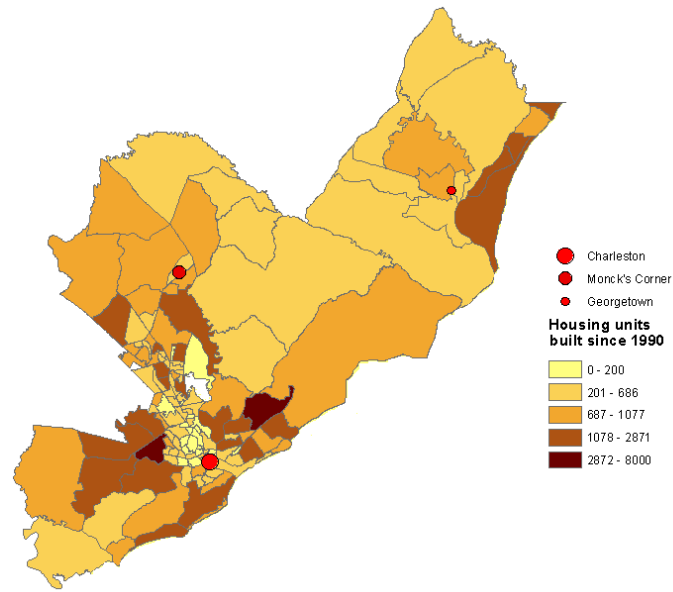 Charleston
Monck's Corner
Georgetown
Housing units
built since 1990
0 - 200
201 - 686
687 - 1077
1078 - 2871
2872 - 8000